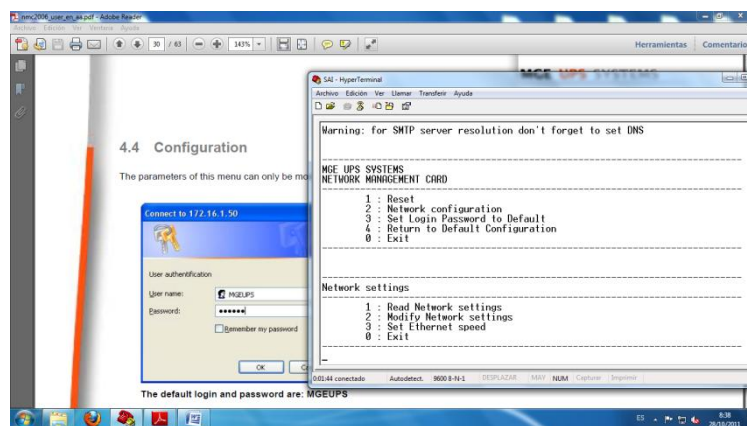 nmc2006_user_en_aa.pdf - Adobe Reader
Archivo Edición Ver Ventana Ayuda
30 / 63 143% Herramientas Comentario
MGE UPS SYSTEMS
4.4 Configuration
The parameters of this menu can only be mo
Connect to 172.16.1.50
User authentification
User name: MGEUPS
Password:
Remember my password
OK
The default login and password are: MGEUPS
SAI - HyperTerminal
Archivo Edición Ver Llamar Transferir Ayuda
Warning: for SMTP server resolution don't forget to set DNS
MGE UPS SYSTEMS
NETWORK MANAGEMENT CARD
1 : Reset
2 : Network configuration
3 : Set Login Password to Default
4 : Return to Default Configuration
0 : Exit
Network settings
1 : Read Network settings
2 : Modify Network settings
3 : Set Ethernet speed
0 : Exit
0:01:44 conectado Autodetect. 9600 8-N-1 DESPLAZAR MAY NUM Capturar Imprimir
ES 8:38
28/10/2011